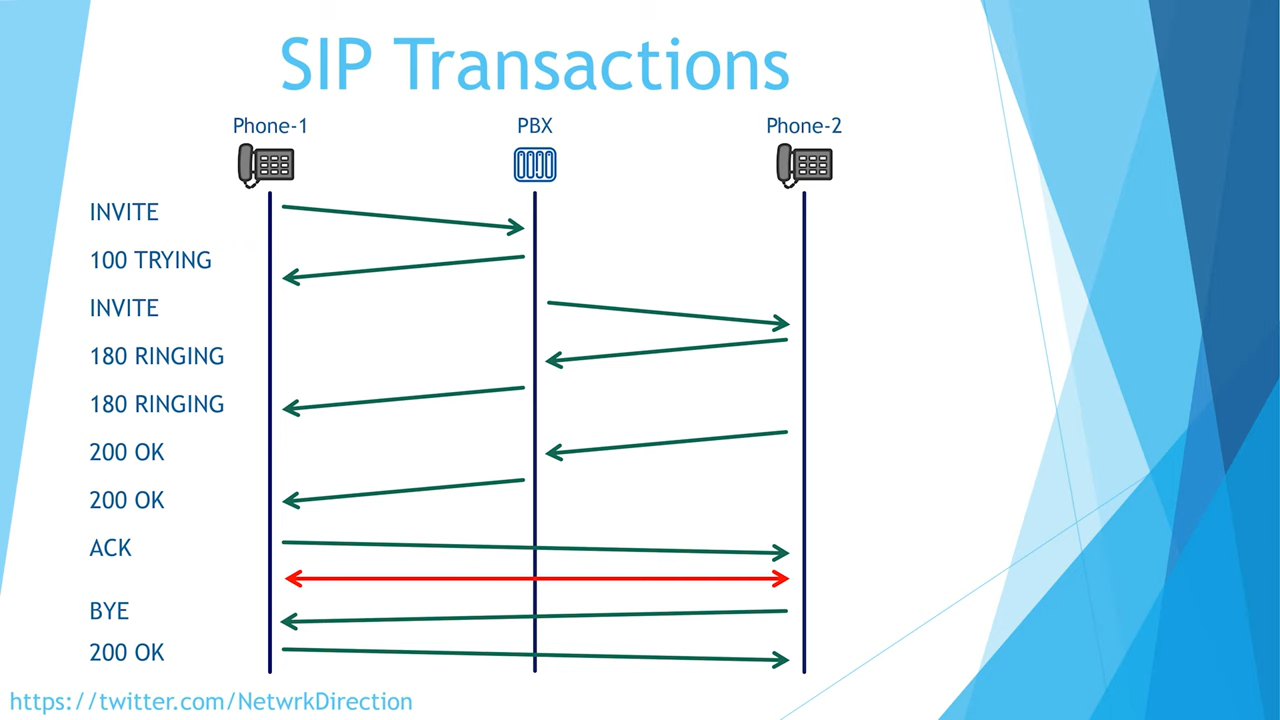 SIP Transactions
Phone-1 PBX Phone-2
INVITE
100 TRYING
INVITE
180 RINGING
180 RINGING
200 OK
200 OK
ACK
BYE
200 OK
https://twitter.com/NetwrkDirection